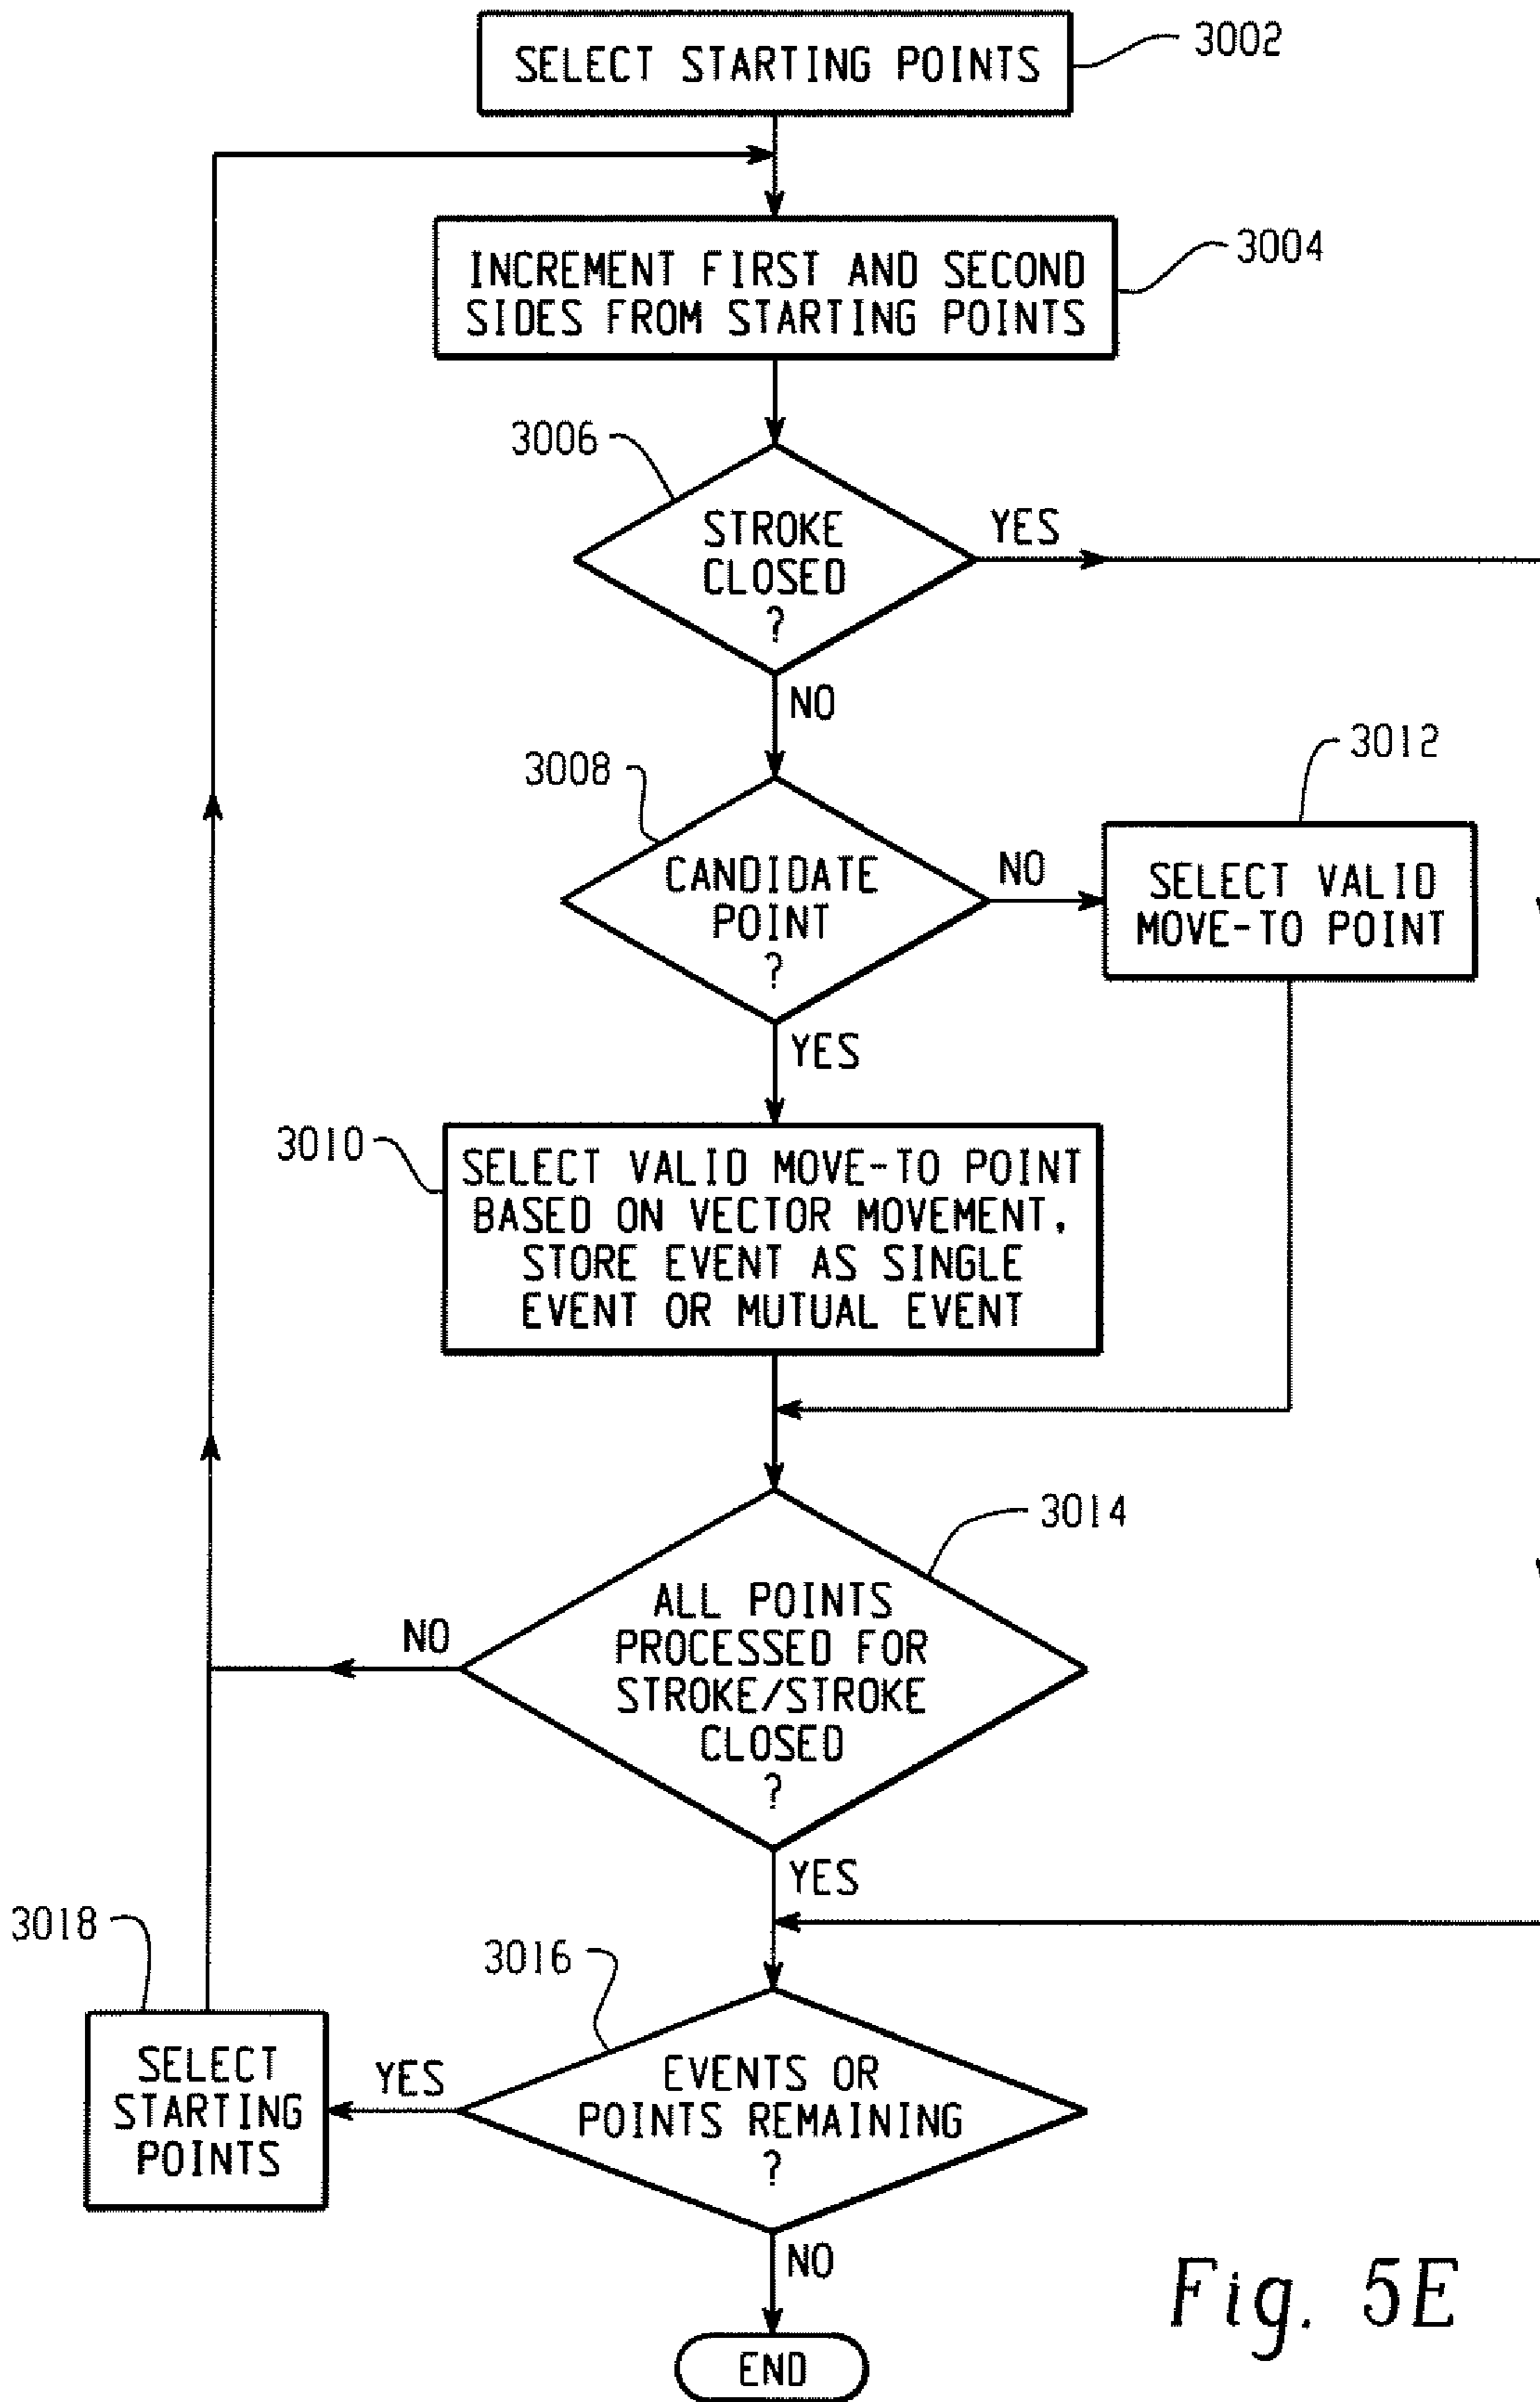 SELECT STARTING POINTS
3002
INCREMENT FIRST AND SECOND
SIDES FROM STARTING POINTS
3004
3006
STROKE
CLOSED
?
YES
NO
3008
CANDIDATE
POINT
?
NO
3012
SELECT VALID
MOVE-TO POINT
YES
3010
SELECT VALID MOVE-TO POINT
BASED ON VECTOR MOVEMENT,
STORE EVENT AS SINGLE
EVENT OR MUTUAL EVENT
3014
ALL POINTS
PROCESSED FOR
STROKE/STROKE
CLOSED
?
NO
YES
3018
3016
SELECT
STARTING
POINTS
YES
EVENTS OR
POINTS REMAINING
?
NO
END
Fig. 5E